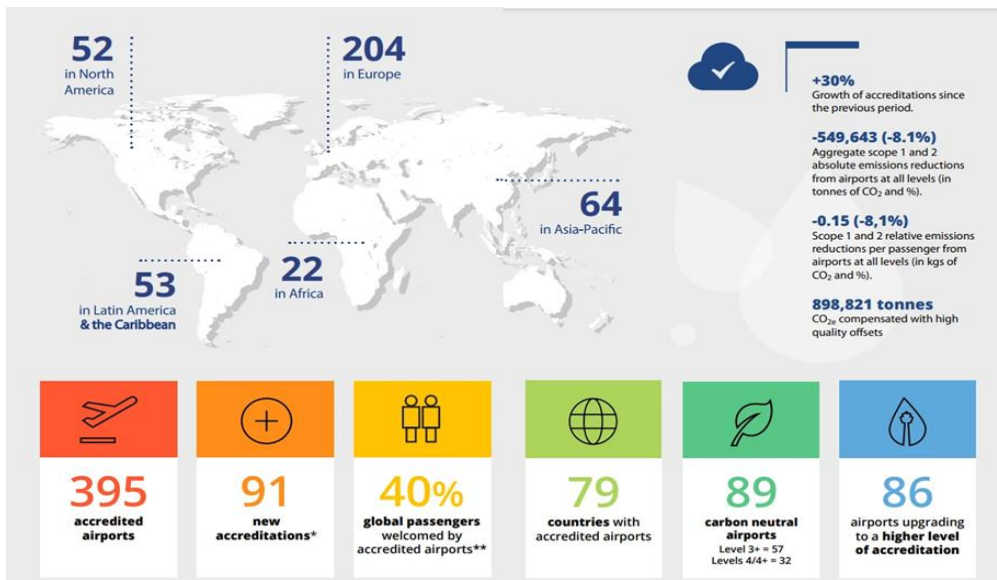 52
in North
America
204
in Europe
64
in Asia-Pacific
22
in Africa
53
in Latin America
& the Caribbean
+30%
Growth of accreditations since
the previous period.
-549,643 (-8.1%)
Aggregate scope 1 and 2
absolute emissions reductions
from airports at all levels (in
tonnes of CO₂ and %).
-0.15 (-8,1%)
Scope 1 and 2 relative emissions
reductions per passenger from
airports at all levels (in kgs of
CO₂ and %).
898,821 tonnes
CO₂ₑ compensated with high
quality offsets
395
accredited
airports
91
new
accreditations*
40%
global passengers
welcomed by
accredited airports**
79
countries with
accredited airports
89
carbon neutral
airports
Level 3+ = 57
Levels 4/4+ = 32
86
airports upgrading
to a higher level
of accreditation